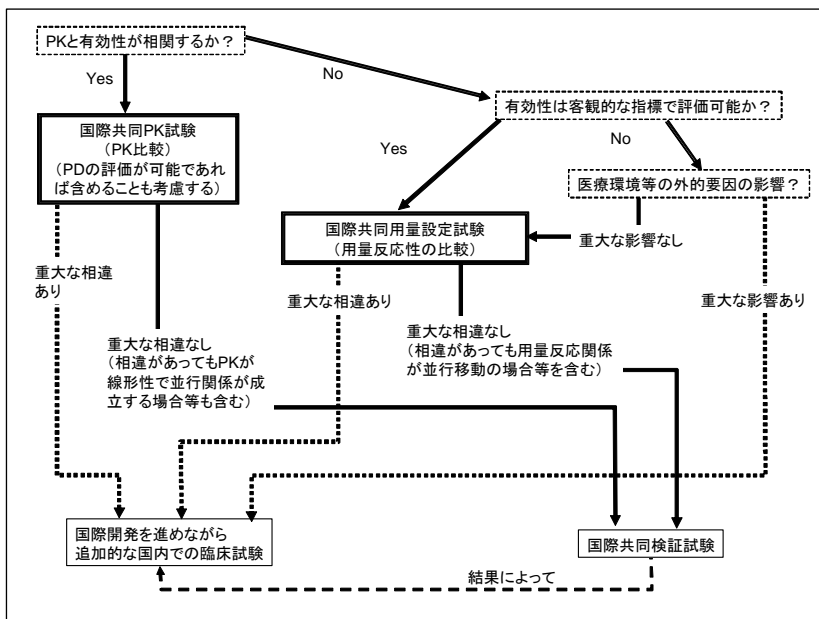 PKと有効性が相関するか？
No
Yes
有効性は客観的な指標で評価可能か？
国際共同PK試験
（PK比較）
（PDの評価が可能であれ
ば含めることも考慮する）
Yes
No
医療環境等の外的要因の影響？
国際共同用量設定試験
（用量反応性の比較）
重大な影響なし
重大な相違
あり
重大な相違あり
重大な影響あり
重大な相違なし
（相違があっても用量反応関係
が並行移動の場合等を含む）
重大な相違なし
（相違があってもPKが
線形性で並行関係が成
立する場合等も含む）
国際開発を進めながら
追加的な国内での臨床試験
国際共同検証試験
結果によって